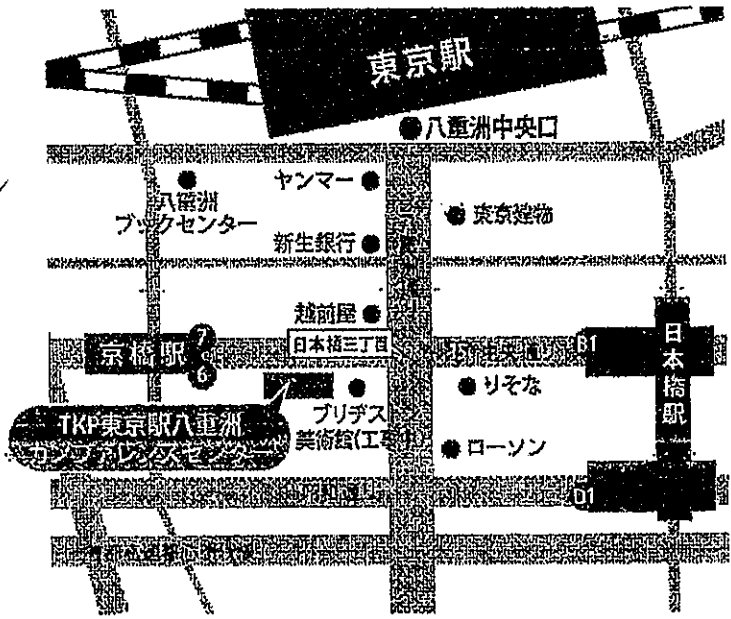 東京駅
八重洲中央口
ヤンマー
八重洲
ブックセンター
東京建物
新生銀行
越前屋
日本橋三丁目
京橋駅
7
6
B1
日本橋駅
りそな
ブリヂス
美術館(工事中
TKP東京駅八重洲
カンファレンスセンター
ローソン
D1